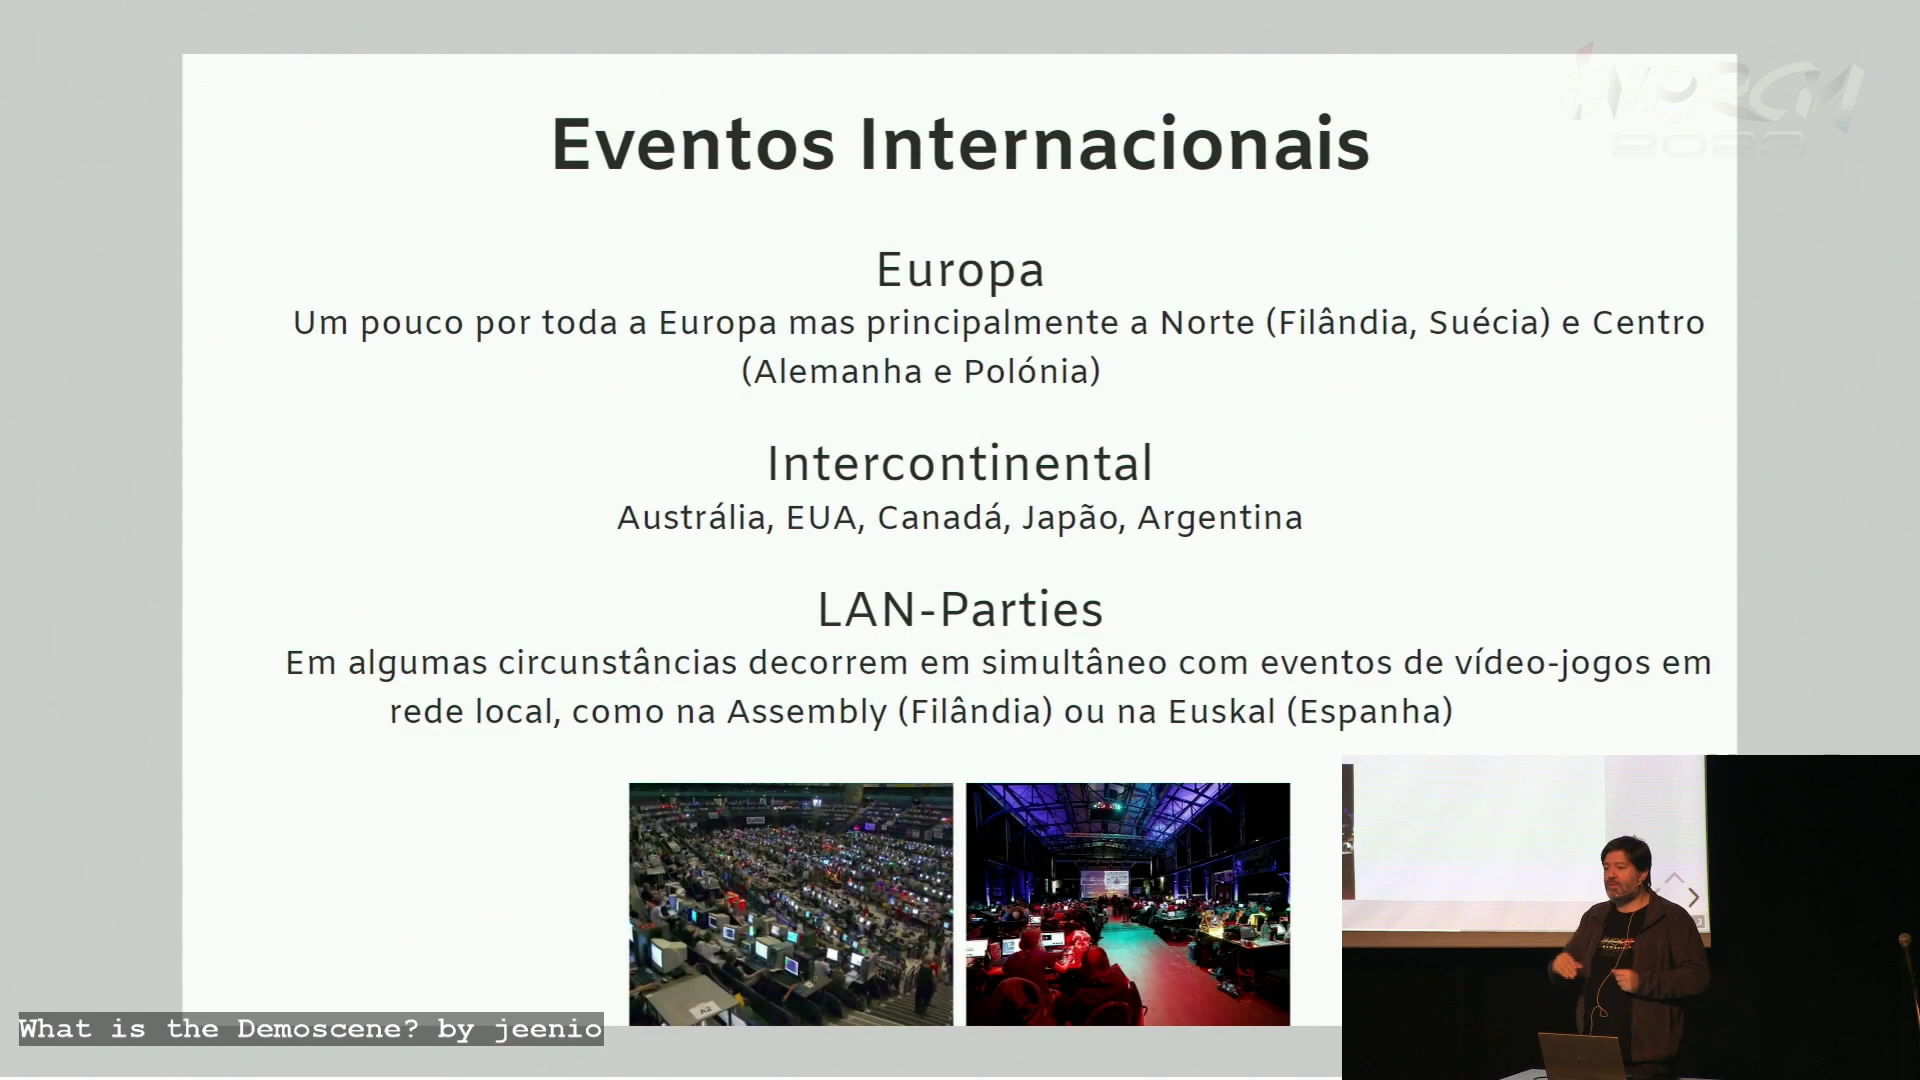 Eventos Internacionais
Europa
Um pouco por toda a Europa mas principalmente a Norte (Filândia, Suécia) e Centro
(Alemanha e Polónia)
Intercontinental
Austrália, EUA, Canadá, Japão, Argentina
LAN-Parties
Em algumas circunstâncias decorrem em simultâneo com eventos de vídeo-jogos em
rede local, como na Assembly (Filândia) ou na Euskal (Espanha)
A2
What is the Demoscene? by jeenio